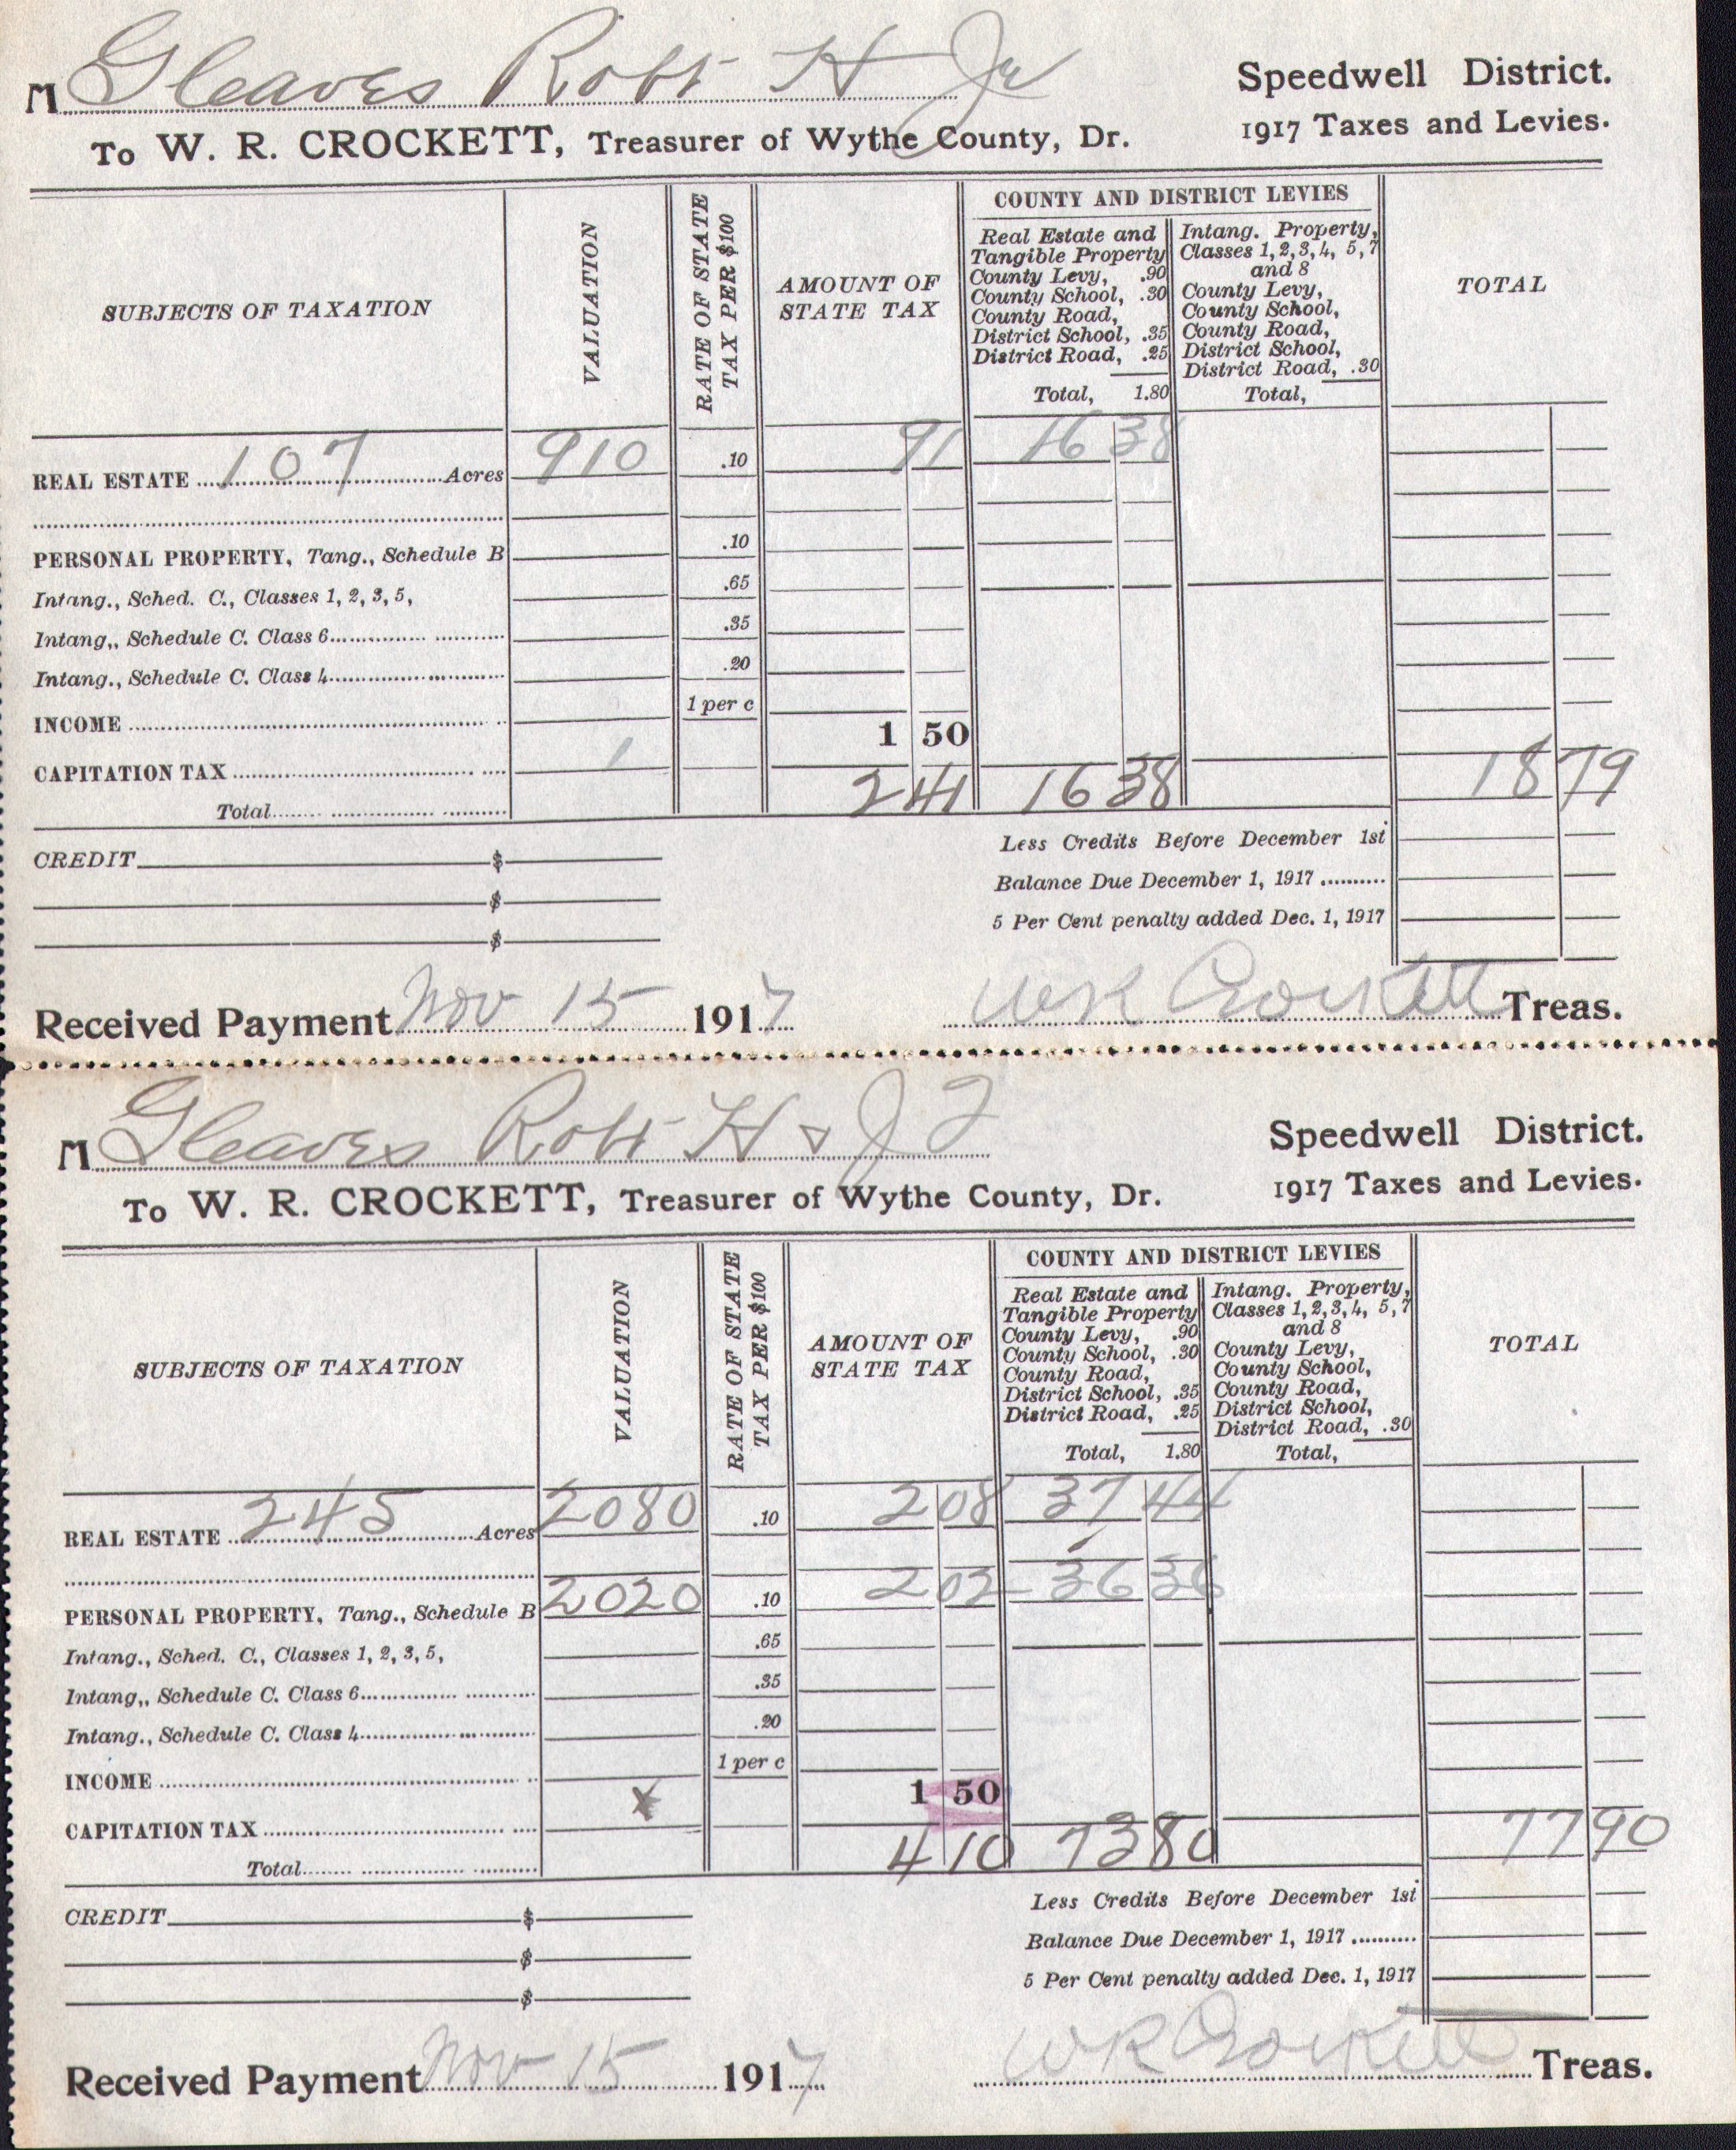 M Gleaves Robt H Jr
Speedwell District.
To W. R. CROCKETT, Treasurer of Wythe County, Dr.
1917 Taxes and Levies.
SUBJECTS OF TAXATION
VALUATION
RATE OF STATE TAX PER $100
AMOUNT OF STATE TAX
COUNTY AND DISTRICT LEVIES
Real Estate and
Tangible Property
County Levy, .90
County School, .30
County Road,
District School, .35
District Road, .25
Total, 1.80
Intang. Property,
Classes 1, 2, 3, 4, 5, 7
and 8
County Levy,
County School,
County Road,
District School,
District Road, .30
Total,
TOTAL
REAL ESTATE 107 Acres 910 .10 91 16 38
PERSONAL PROPERTY, Tang., Schedule B .10
Intang., Sched. C., Classes 1, 2, 3, 5, .65
Intang,, Schedule C. Class 6 .35
Intang., Schedule C. Class 4 .20
INCOME 1 per c
CAPITATION TAX 1 1 50
Total 2 41 16 38 18 79
CREDIT $
$
$
Less Credits Before December 1st
Balance Due December 1, 1917
5 Per Cent penalty added Dec. 1, 1917
Received Payment Nov 15 1917 W R Crockett Treas.
M Gleaves Robt H & J T
Speedwell District.
To W. R. CROCKETT, Treasurer of Wythe County, Dr.
1917 Taxes and Levies.
SUBJECTS OF TAXATION
VALUATION
RATE OF STATE TAX PER $100
AMOUNT OF STATE TAX
COUNTY AND DISTRICT LEVIES
Real Estate and
Tangible Property
County Levy, .90
County School, .30
County Road,
District School, .35
District Road, .25
Total, 1.80
Intang. Property,
Classes 1, 2, 3, 4, 5, 7
and 8
County Levy,
County School,
County Road,
District School,
District Road, .30
Total,
TOTAL
REAL ESTATE 245 Acres 2080 .10 2 08 37 44
PERSONAL PROPERTY, Tang., Schedule B 2020 .10 2 02 36 36
Intang., Sched. C., Classes 1, 2, 3, 5, .65
Intang,, Schedule C. Class 6 .35
Intang., Schedule C. Class 4 .20
INCOME 1 per c
CAPITATION TAX x 1 50
Total 4 10 73 80 77 90
CREDIT $
$
$
Less Credits Before December 1st
Balance Due December 1, 1917
5 Per Cent penalty added Dec. 1, 1917
Received Payment Nov 15 1917 W R Crockett Treas.